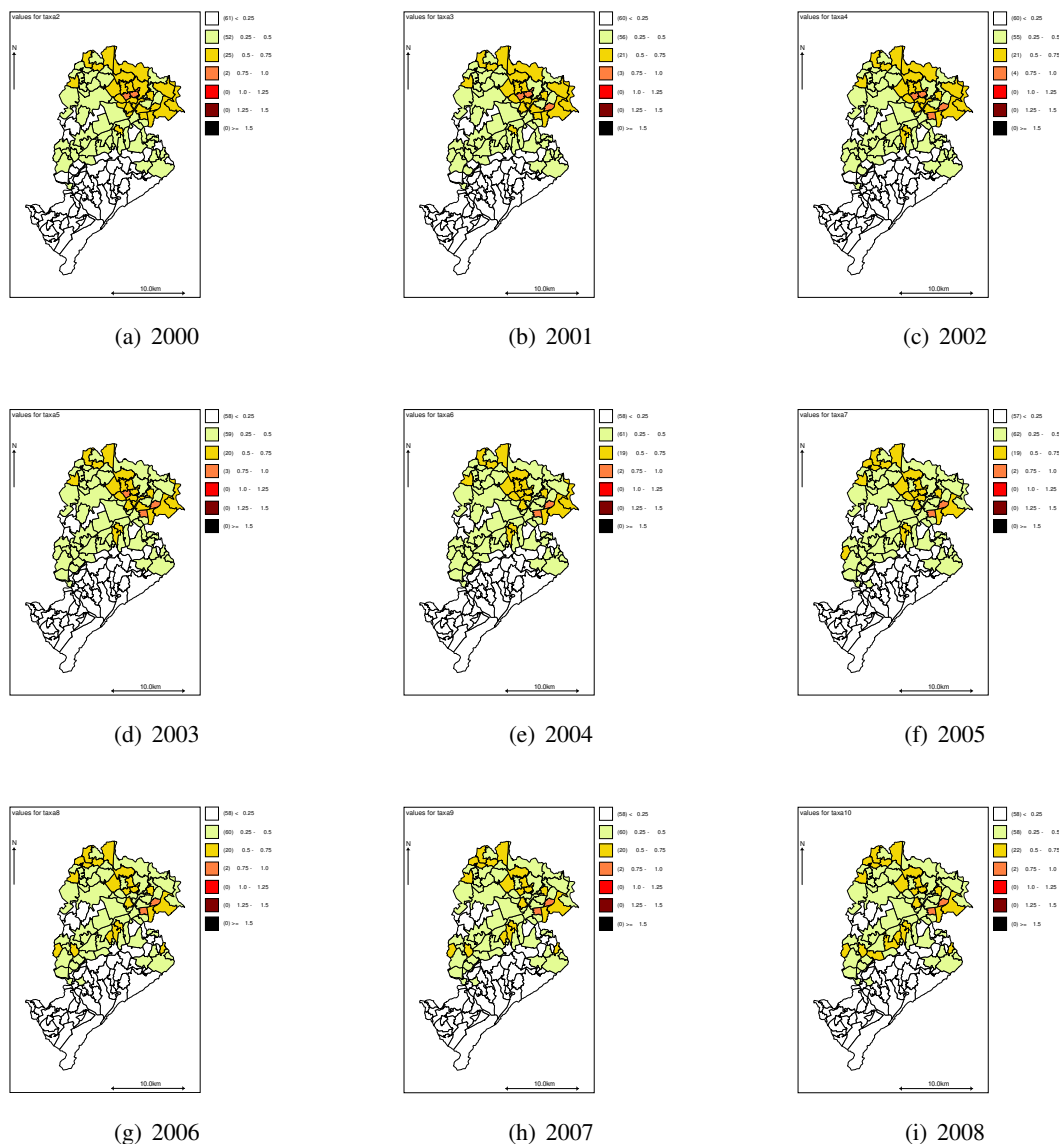 values for taxa2
(61) < 0.25
(52) 0.25 - 0.5
(25) 0.5 - 0.75
(2) 0.75 - 1.0
(0) 1.0 - 1.25
(0) 1.25 - 1.5
(0) >= 1.5
N
10.0km
(a) 2000
values for taxa3
(60) < 0.25
(56) 0.25 - 0.5
(21) 0.5 - 0.75
(3) 0.75 - 1.0
(0) 1.0 - 1.25
(0) 1.25 - 1.5
(0) >= 1.5
N
10.0km
(b) 2001
values for taxa4
(60) < 0.25
(55) 0.25 - 0.5
(21) 0.5 - 0.75
(4) 0.75 - 1.0
(0) 1.0 - 1.25
(0) 1.25 - 1.5
(0) >= 1.5
N
10.0km
(c) 2002
values for taxa5
(58) < 0.25
(59) 0.25 - 0.5
(20) 0.5 - 0.75
(3) 0.75 - 1.0
(0) 1.0 - 1.25
(0) 1.25 - 1.5
(0) >= 1.5
N
10.0km
(d) 2003
values for taxa6
(58) < 0.25
(61) 0.25 - 0.5
(19) 0.5 - 0.75
(2) 0.75 - 1.0
(0) 1.0 - 1.25
(0) 1.25 - 1.5
(0) >= 1.5
N
10.0km
(e) 2004
values for taxa7
(57) < 0.25
(62) 0.25 - 0.5
(19) 0.5 - 0.75
(2) 0.75 - 1.0
(0) 1.0 - 1.25
(0) 1.25 - 1.5
(0) >= 1.5
N
10.0km
(f) 2005
values for taxa8
(58) < 0.25
(60) 0.25 - 0.5
(20) 0.5 - 0.75
(2) 0.75 - 1.0
(0) 1.0 - 1.25
(0) 1.25 - 1.5
(0) >= 1.5
N
10.0km
(g) 2006
values for taxa9
(58) < 0.25
(60) 0.25 - 0.5
(20) 0.5 - 0.75
(2) 0.75 - 1.0
(0) 1.0 - 1.25
(0) 1.25 - 1.5
(0) >= 1.5
N
10.0km
(h) 2007
values for taxa10
(58) < 0.25
(58) 0.25 - 0.5
(22) 0.5 - 0.75
(2) 0.75 - 1.0
(0) 1.0 - 1.25
(0) 1.25 - 1.5
(0) >= 1.5
N
10.0km
(i) 2008